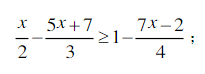 x/2 − 5x+7/3 ≥ 1 − 7x−2/4 ;